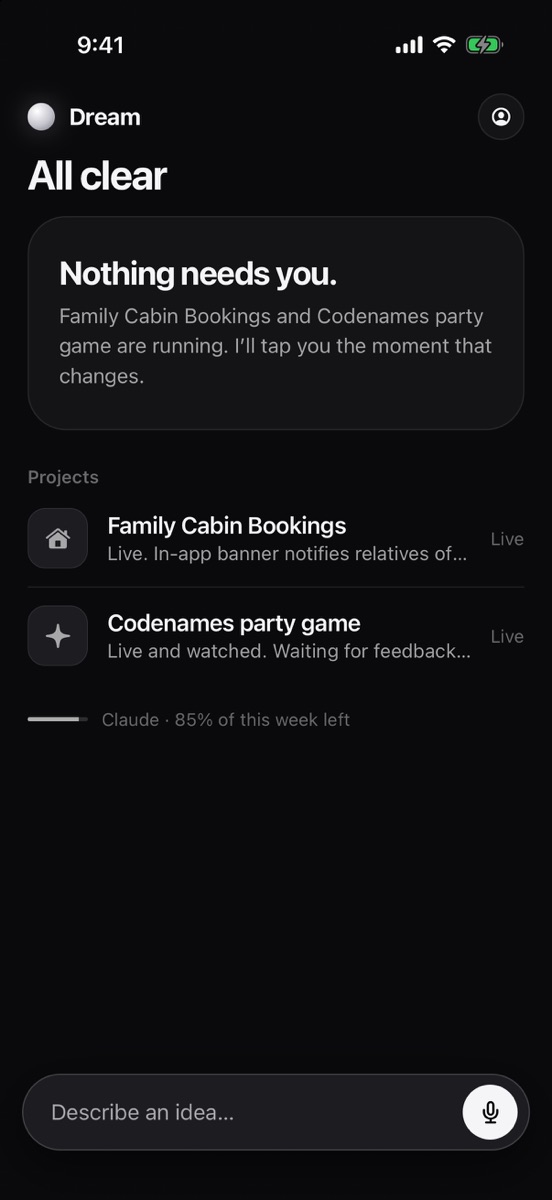 9:41
Dream
All clear
Nothing needs you.
Family Cabin Bookings and Codenames party
game are running. I’ll tap you the moment that
changes.
Projects
Family Cabin Bookings
Live. In-app banner notifies relatives of...
Live
Codenames party game
Live and watched. Waiting for feedback...
Live
Claude · 85% of this week left
Describe an idea...